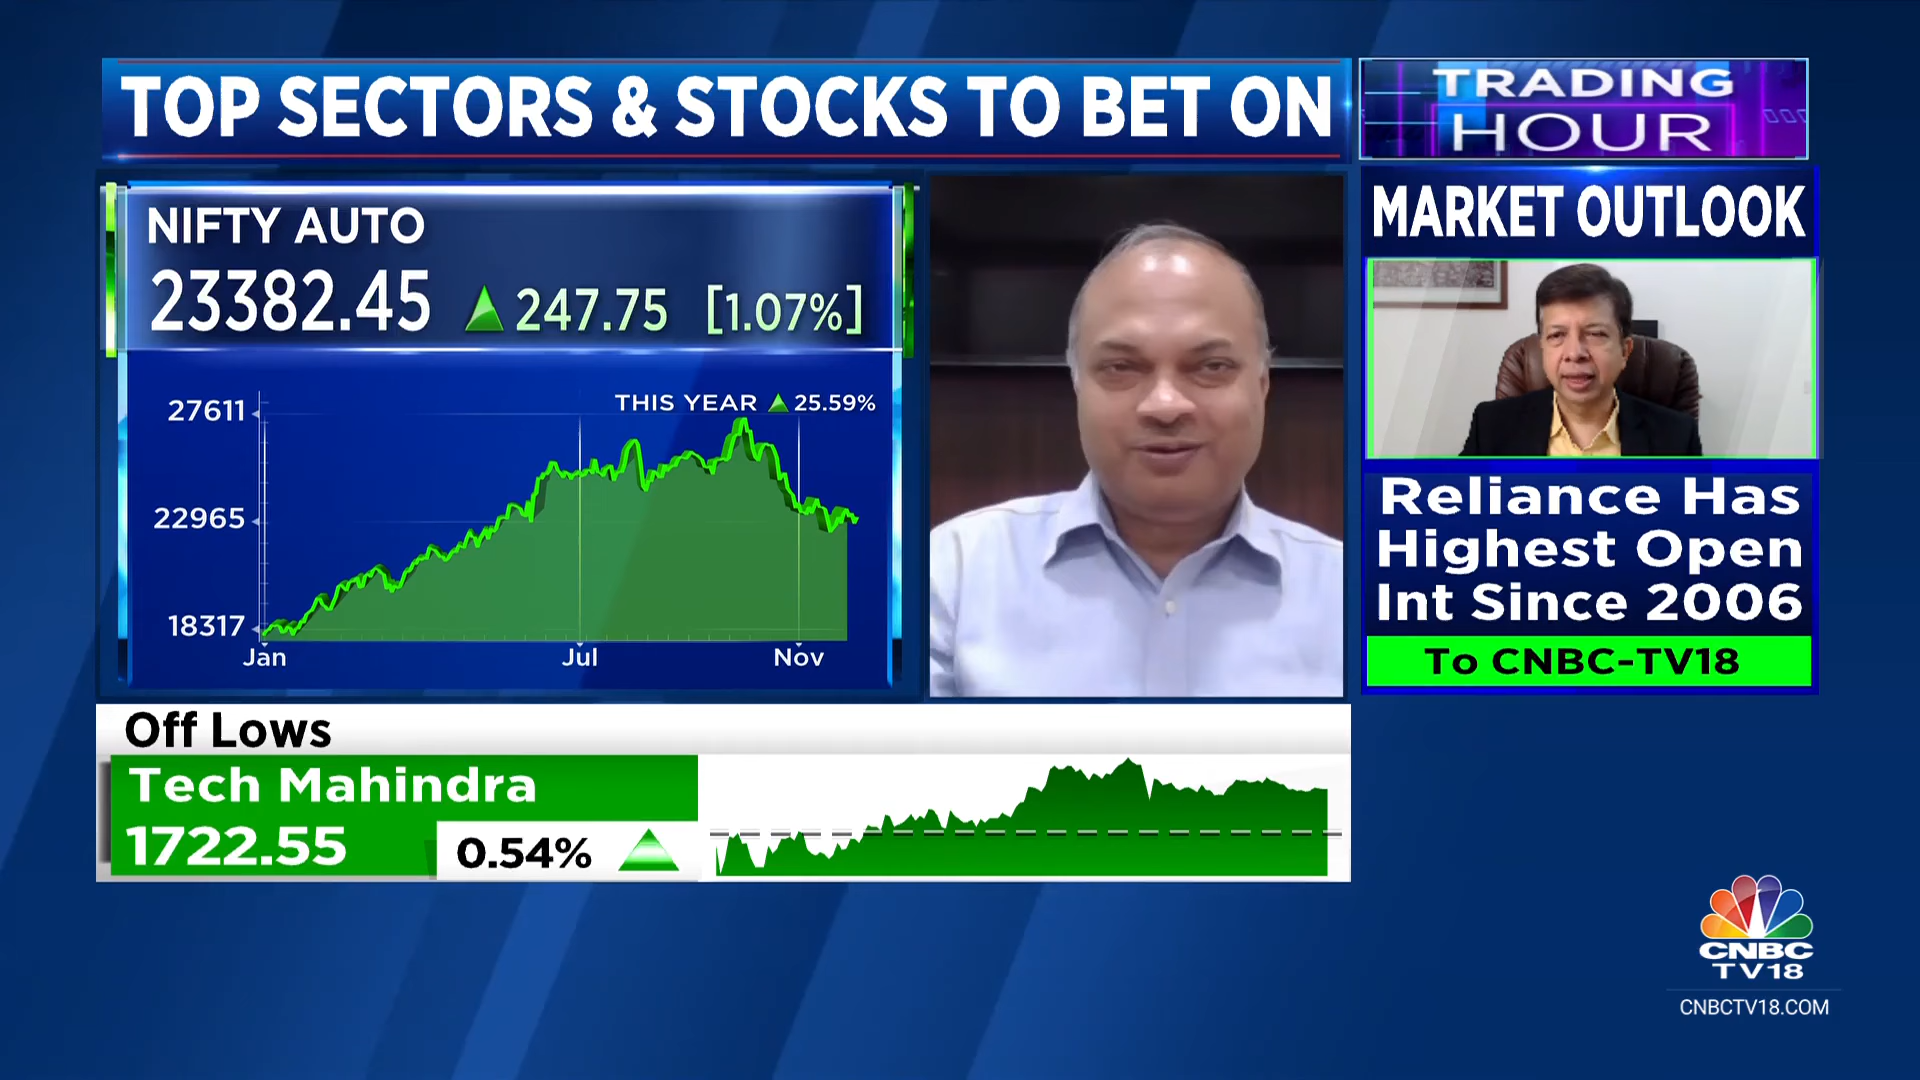 TOP SECTORS & STOCKS TO BET ON
TRADING
HOUR
NIFTY AUTO
23382.45 ▲ 247.75 [1.07%]
THIS YEAR ▲ 25.59%
27611
22965
18317
Jan Jul Nov
MARKET OUTLOOK
Reliance Has
Highest Open
Int Since 2006
To CNBC-TV18
Off Lows
Tech Mahindra
1722.55
0.54%
CNBC
TV18
CNBCTV18.COM